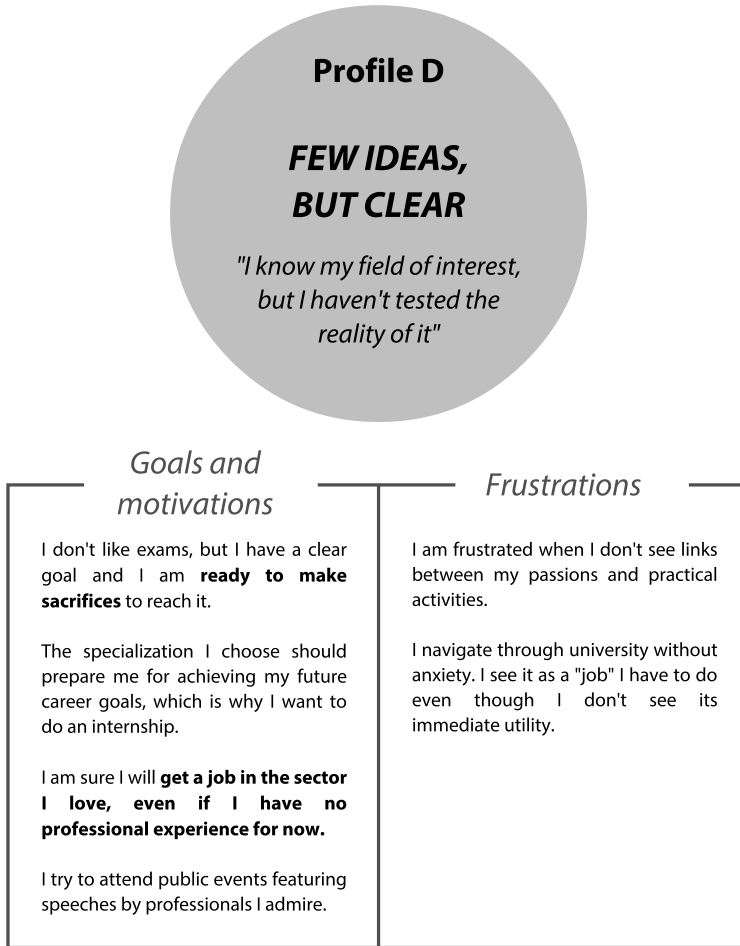 Profile D
FEW IDEAS,
BUT CLEAR
"I know my field of interest,
but I haven't tested the
reality of it"
Goals and
motivations
I don't like exams, but I have a clear
goal and I am ready to make
sacrifices to reach it.
The specialization I choose should
prepare me for achieving my future
career goals, which is why I want to
do an internship.
I am sure I will get a job in the sector
I love, even if I have no
professional experience for now.
I try to attend public events featuring
speeches by professionals I admire.
Frustrations
I am frustrated when I don't see links
between my passions and practical
activities.
I navigate through university without
anxiety. I see it as a "job" I have to do
even though I don't see its
immediate utility.